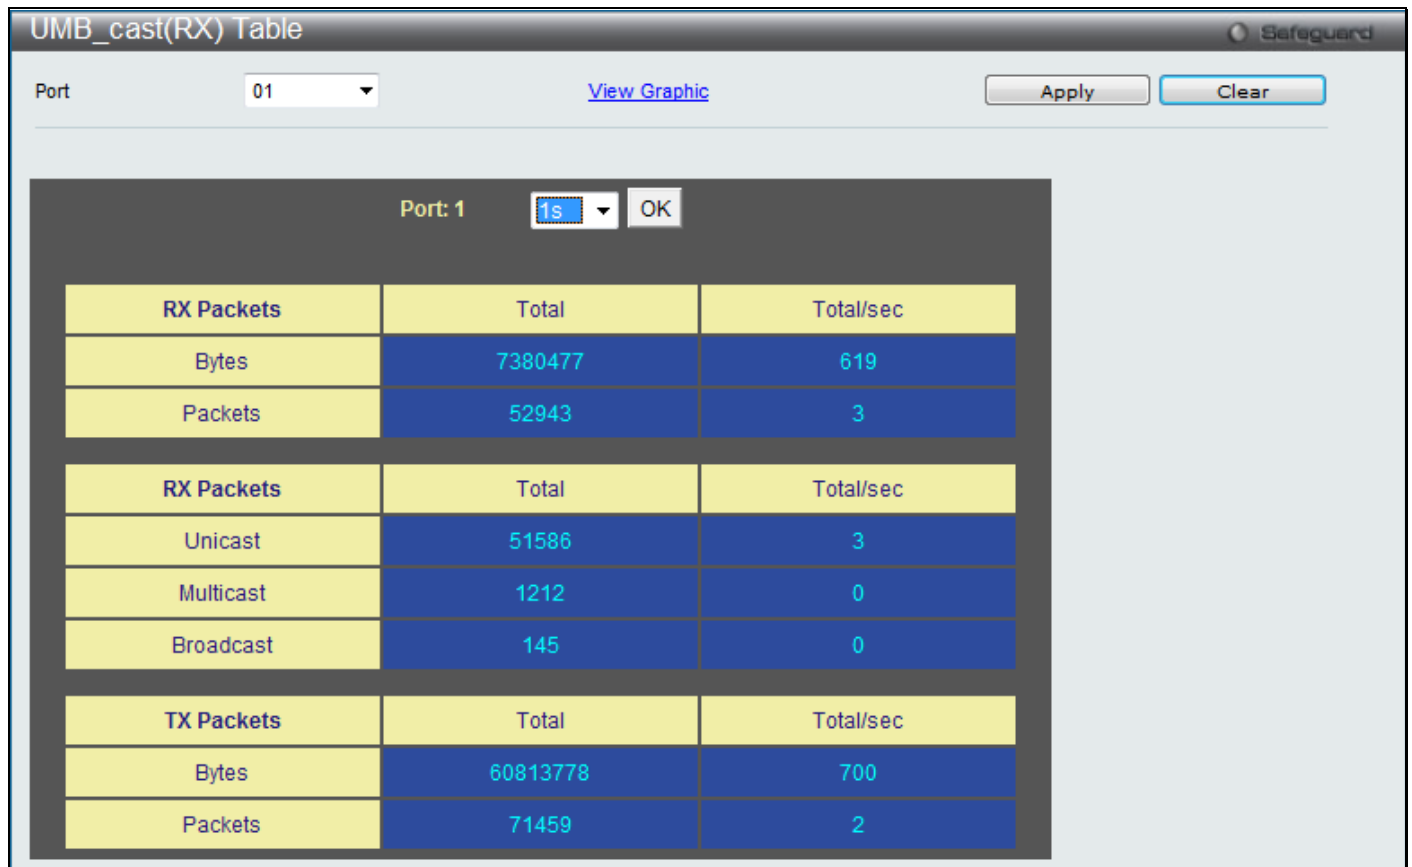 UMB_cast(RX) Table
Safeguard
Port 01 View Graphic Apply Clear
Port: 1 1s OK
RX Packets Total Total/sec
Bytes 7380477 619
Packets 52943 3
RX Packets Total Total/sec
Unicast 51586 3
Multicast 1212 0
Broadcast 145 0
TX Packets Total Total/sec
Bytes 60813778 700
Packets 71459 2